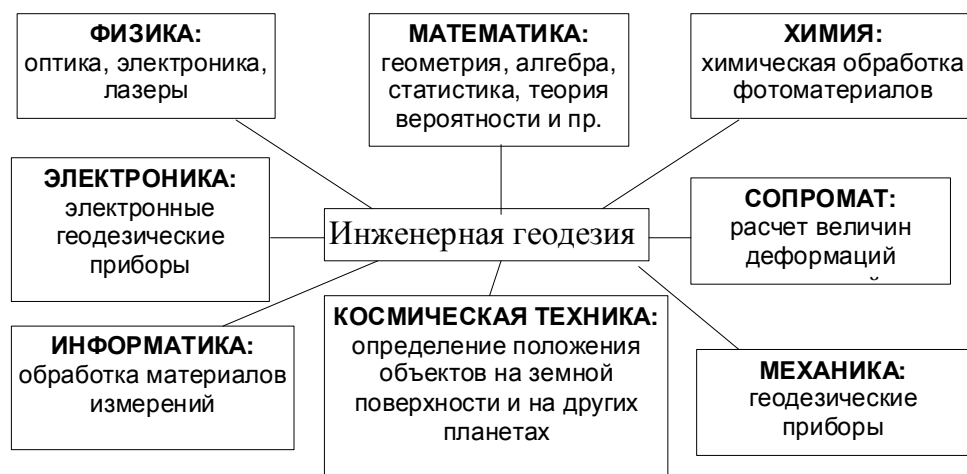 ФИЗИКА:
оптика, электроника,
лазеры
МАТЕМАТИКА:
геометрия, алгебра,
статистика, теория
вероятности и пр.
ХИМИЯ:
химическая обработка
фотоматериалов
ЭЛЕКТРОНИКА:
электронные
геодезические
приборы
Инженерная геодезия
СОПРОМАТ:
расчет величин
деформаций
ИНФОРМАТИКА:
обработка материалов
измерений
КОСМИЧЕСКАЯ ТЕХНИКА:
определение положения
объектов на земной
поверхности и на других
планетах
МЕХАНИКА:
геодезические
приборы